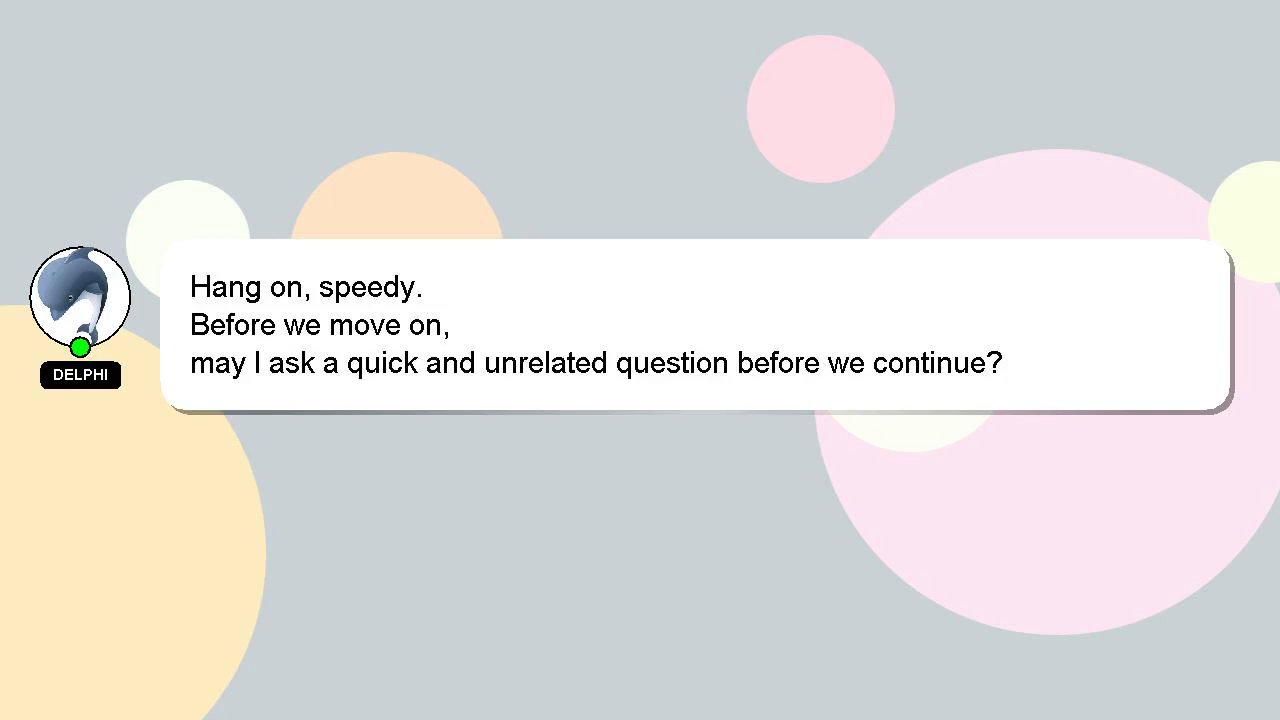 Hang on, speedy.
Before we move on,
may I ask a quick and unrelated question before we continue?
DELPHI